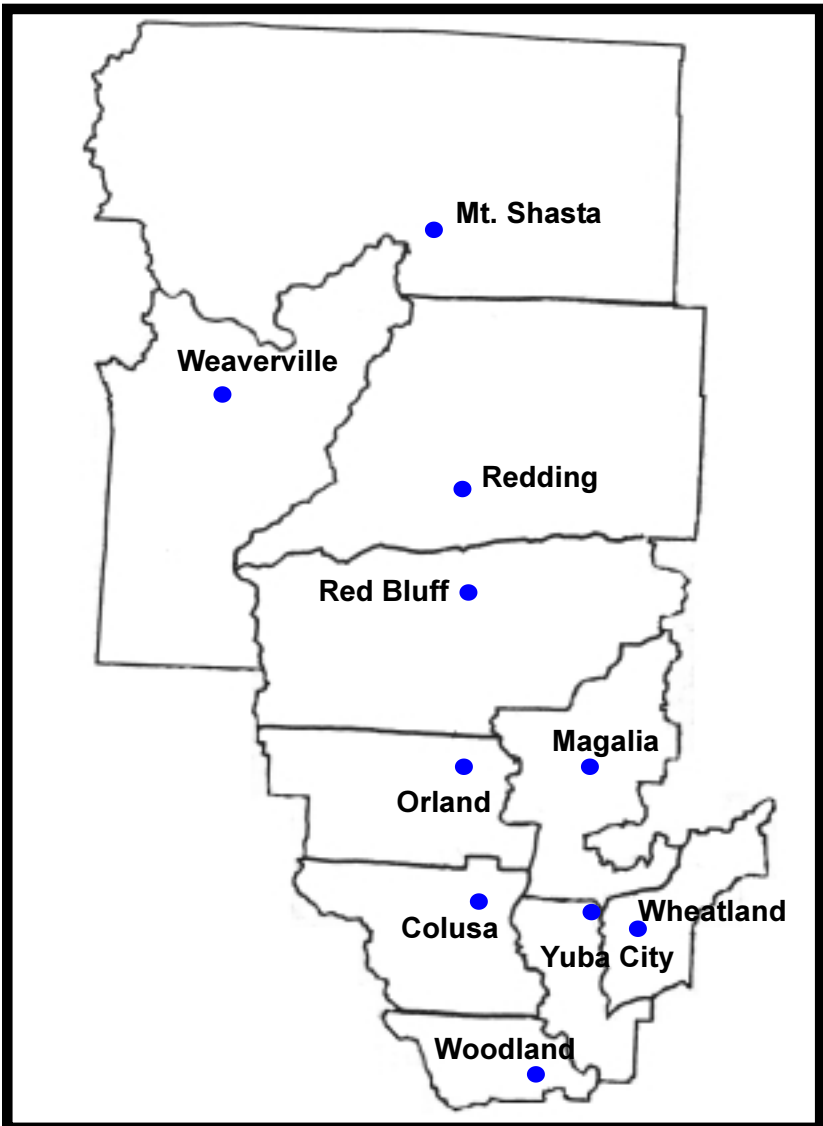 Mt. Shasta
Weaverville
Redding
Red Bluff
Magalia
Orland
Wheatland
Colusa
Yuba City
Woodland